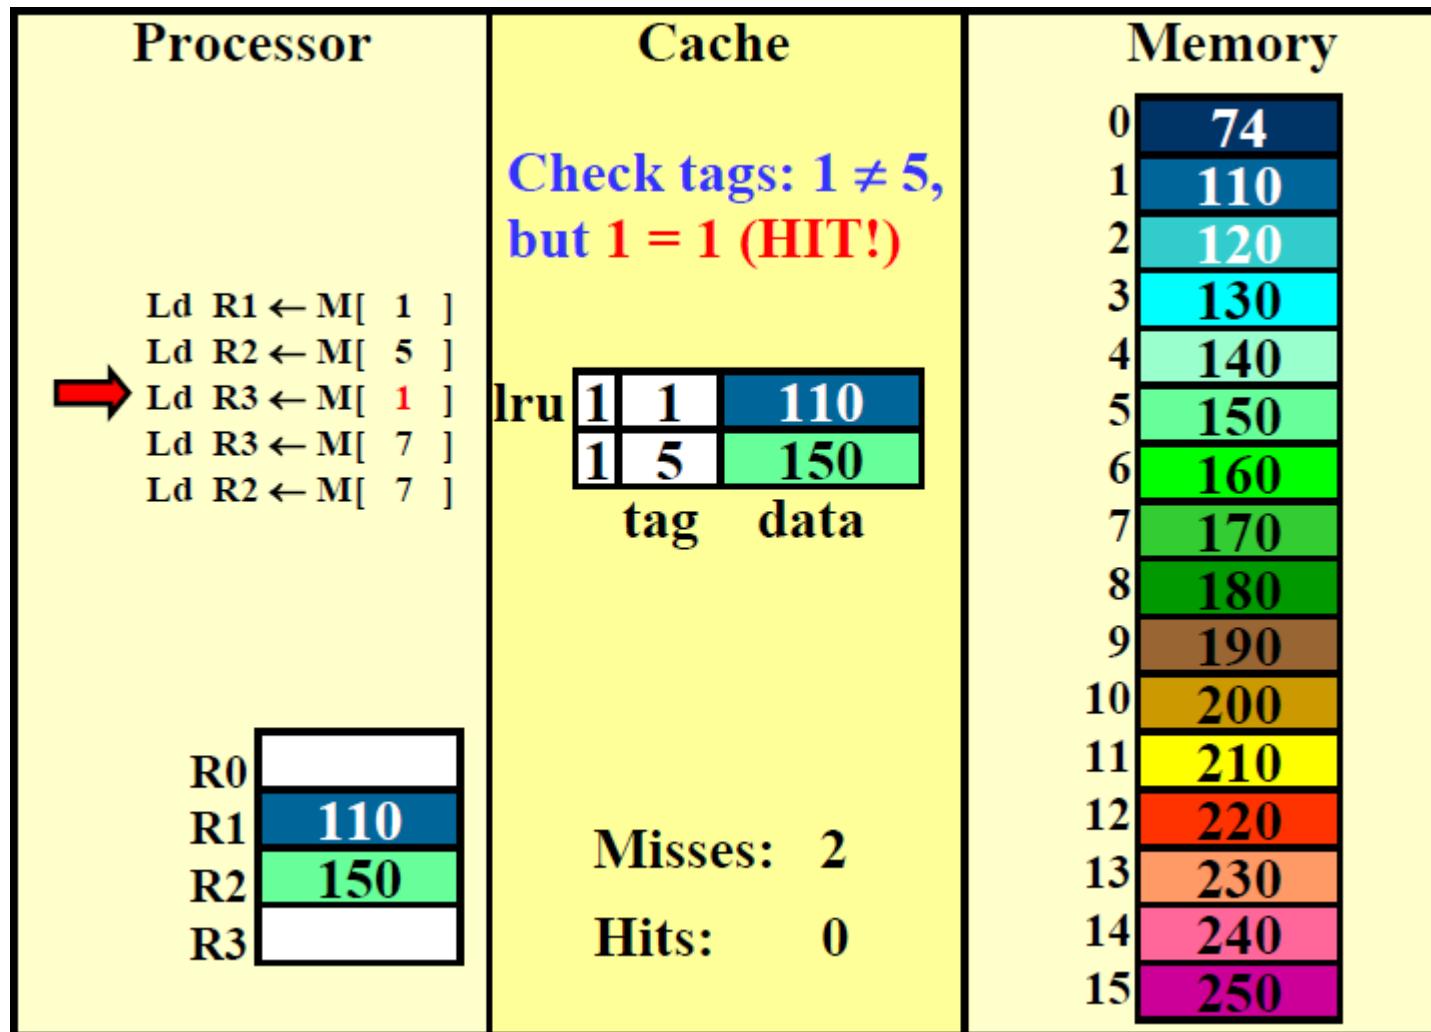 Processor
Ld R1 ← M[ 1 ]
Ld R2 ← M[ 5 ]
Ld R3 ← M[ 1 ]
Ld R3 ← M[ 7 ]
Ld R2 ← M[ 7 ]
R0
R1 110
R2 150
R3
Cache
Check tags: 1 ≠ 5,
but 1 = 1 (HIT!)
lru 1 1 110
1 5 150
tag data
Misses: 2
Hits: 0
Memory
0 74
1 110
2 120
3 130
4 140
5 150
6 160
7 170
8 180
9 190
10 200
11 210
12 220
13 230
14 240
15 250